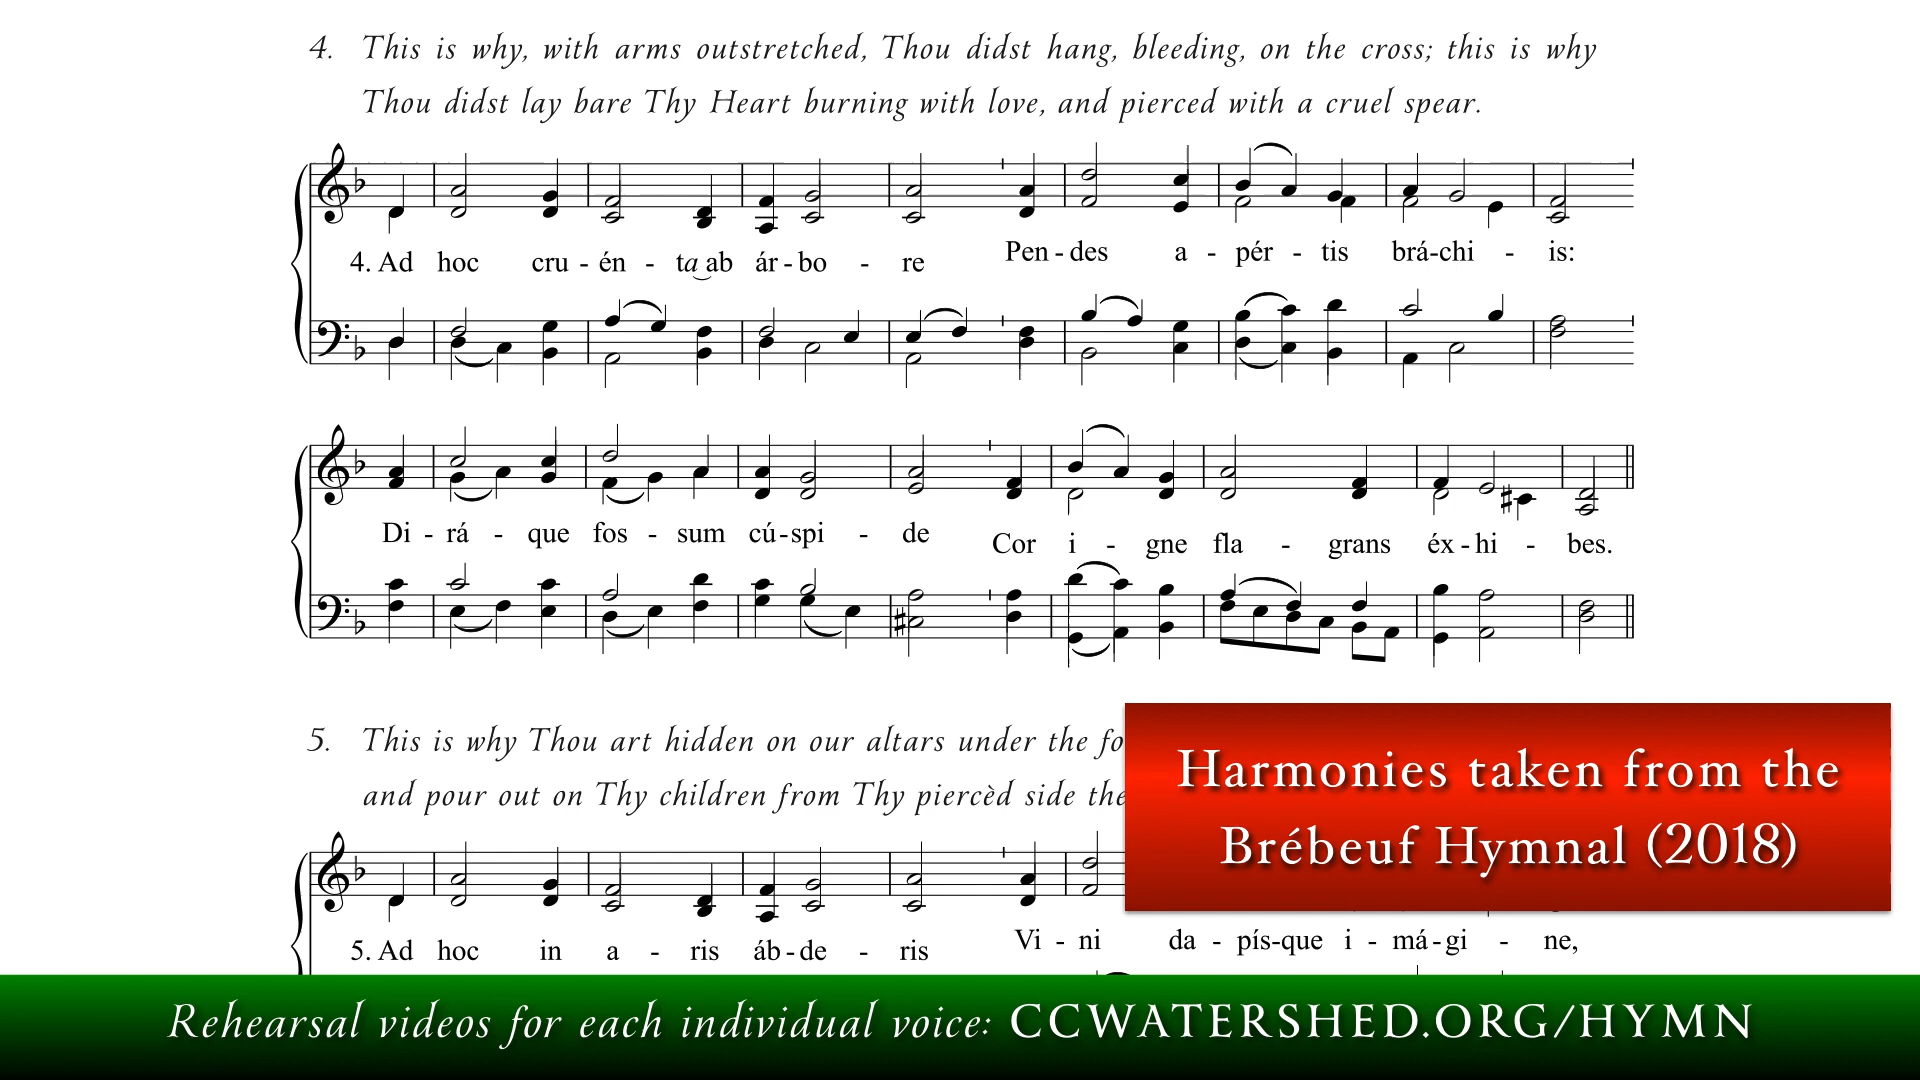 4. This is why, with arms outstretched, Thou didst hang, bleeding, on the cross; this is why
Thou didst lay bare Thy Heart burning with love, and pierced with a cruel spear.
4. Ad hoc cru - én - ta ab ár - bo - re Pen - des a - pér - tis brá - chi - is:
Di - rá - que fos - sum cú - spi - de Cor i - gne fla - grans éx - hi - bes.
5. This is why Thou art hidden on our altars under the
and pour out on Thy children from Thy piercèd side
Harmonies taken from the
Brébeuf Hymnal (2018)
5. Ad hoc in a - ris áb - de - ris Vi - ni da - pís - que i - má - gi - ne,
Rehearsal videos for each individual voice: CCWATERSHED.ORG/HYMN